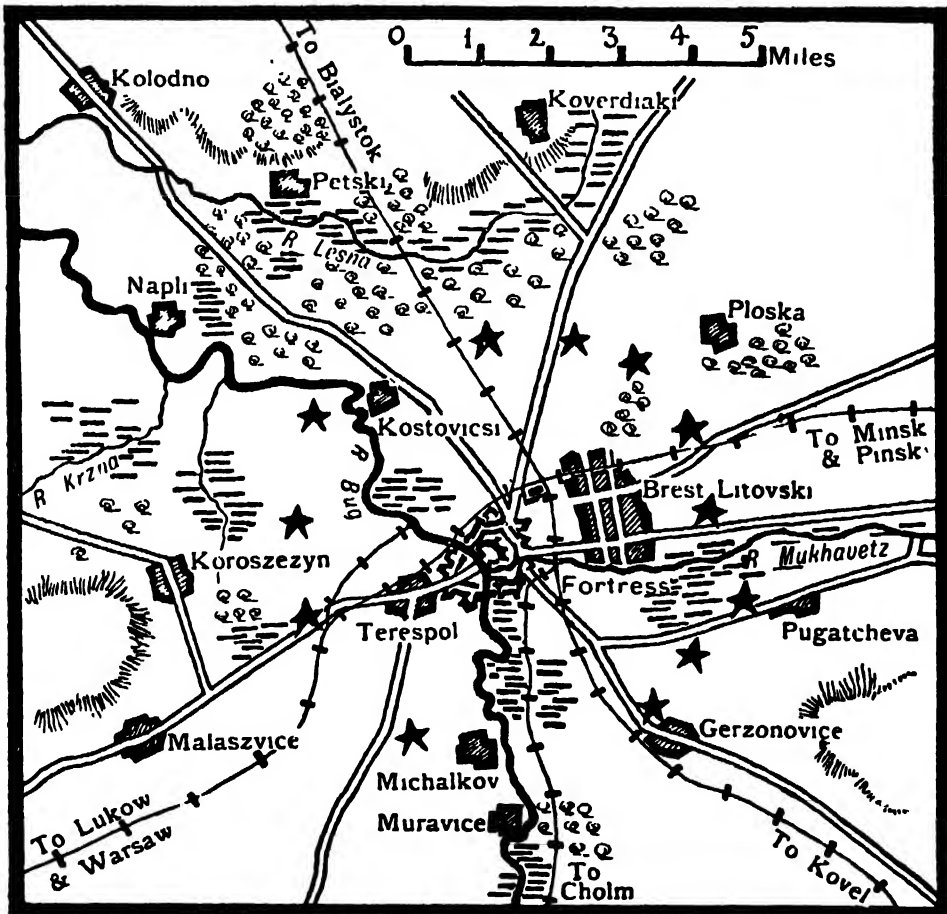 0 1 2 3 4 5 Miles
To Bialystok
Kolodno
Koverdiaki
Petski
R Lesna
Napli
Ploska
Kostovicsi
To Minsk
& Pinsk
R Krzna
R Bug
Brest Litovski
Koroszezyn
R Mukhavetz
Fortress
Terespol
Pugatcheva
Malaszvice
Gerzonovice
Michalkov
Muravice
To Lukow
& Warsaw
To
Cholm
To Kovel